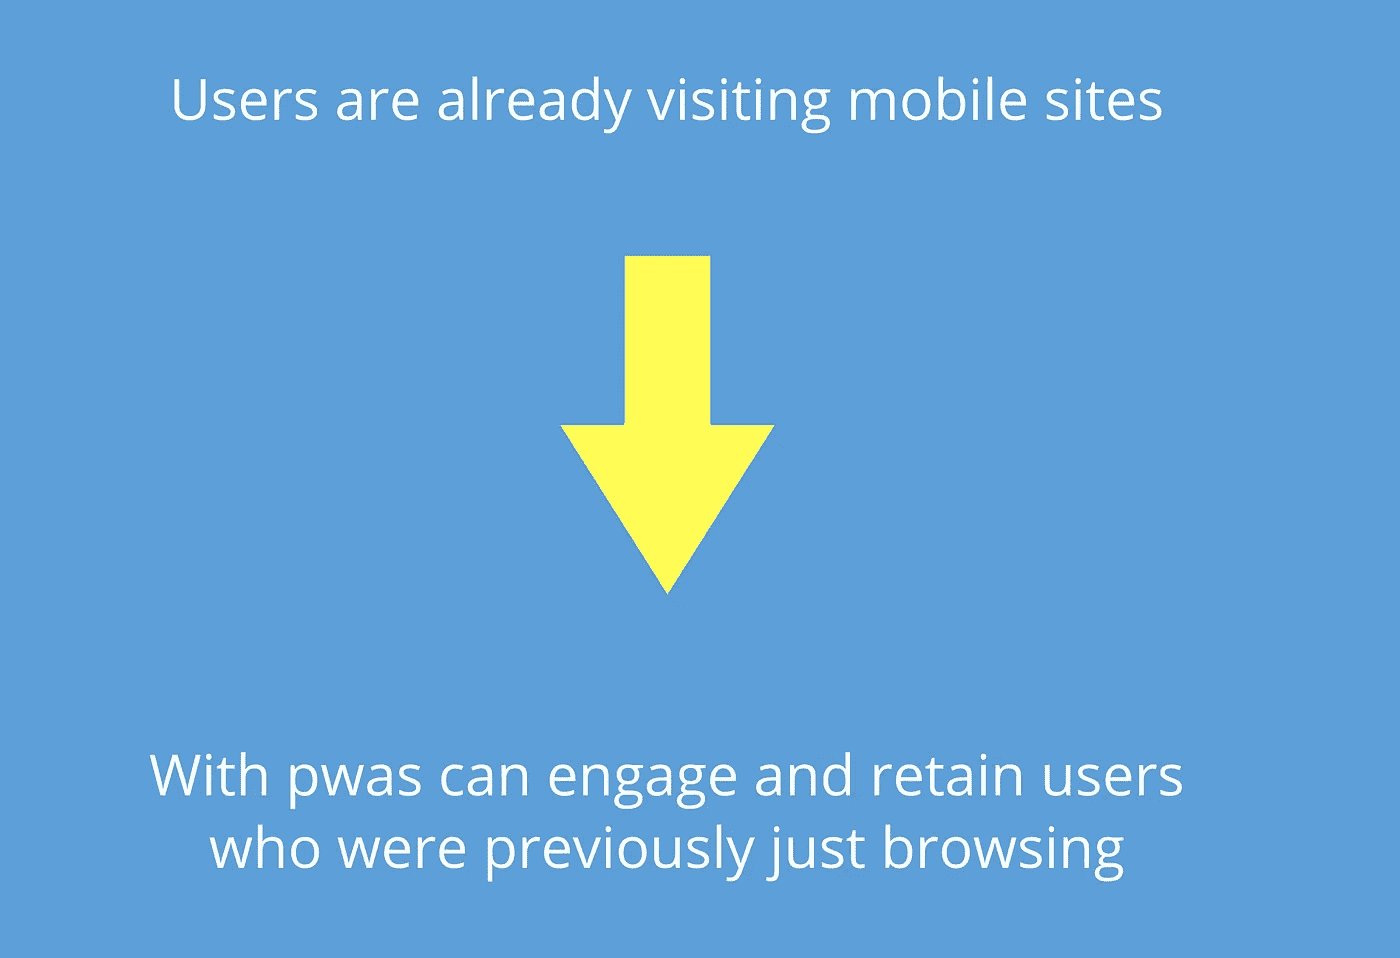 Users are already visiting mobile sites
With pwas can engage and retain users
who were previously just browsing